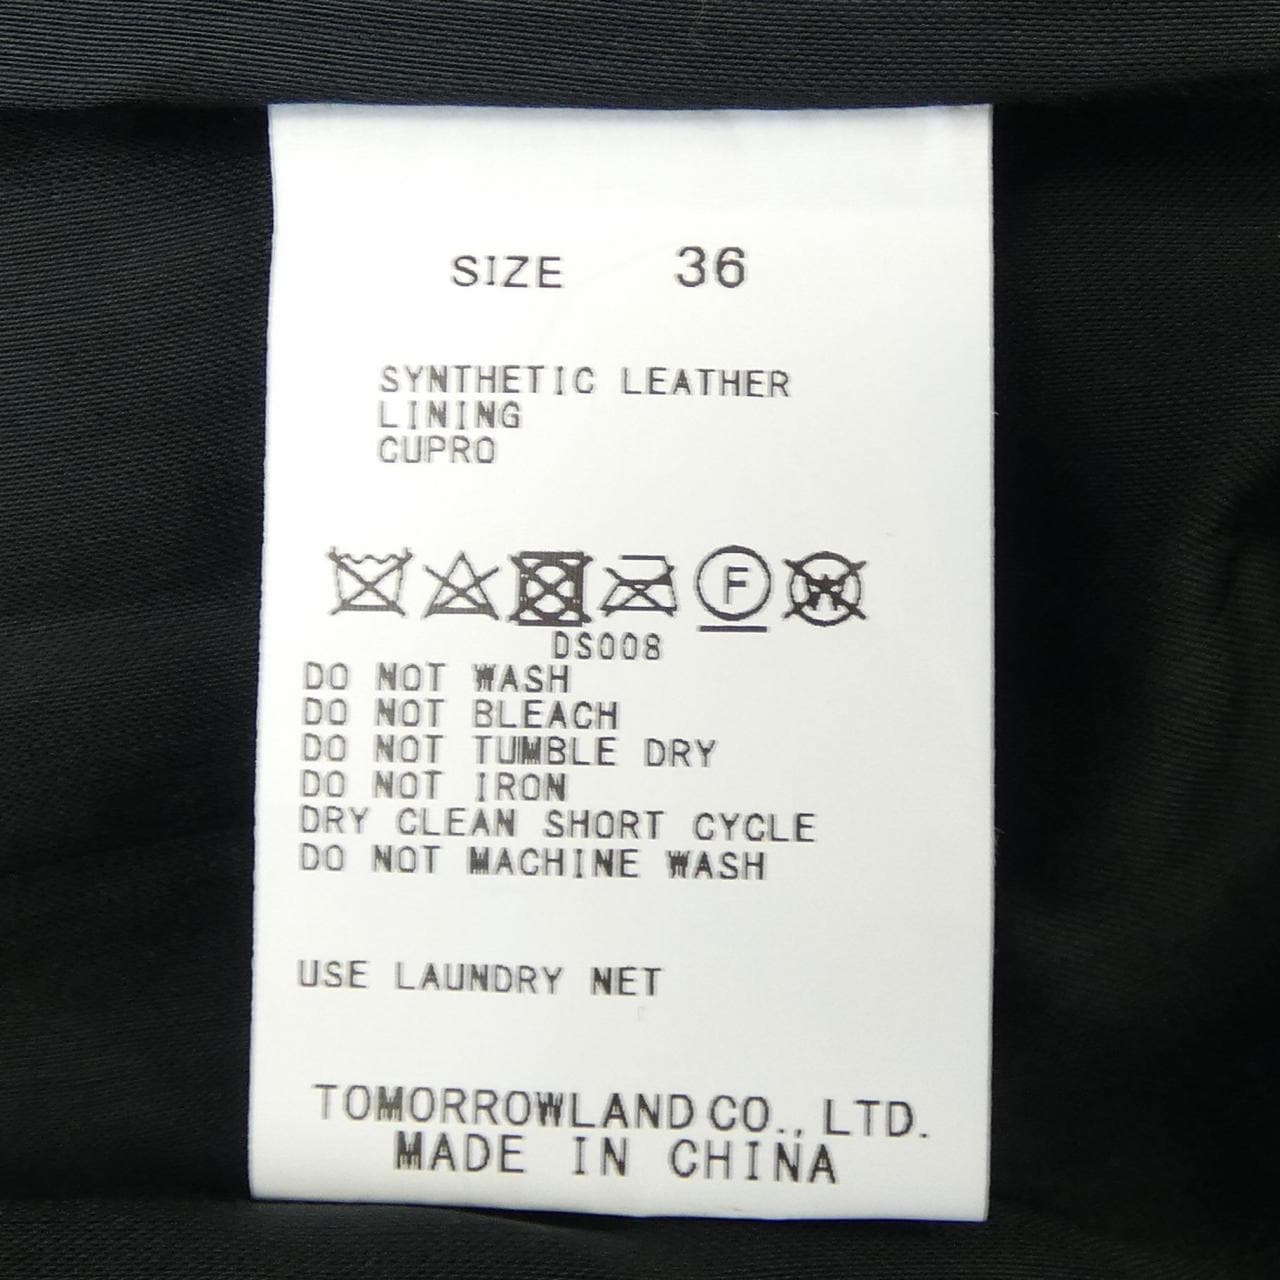 SIZE 36
SYNTHETIC LEATHER
LINING
CUPRO
F W
DS008
DO NOT WASH
DO NOT BLEACH
DO NOT TUMBLE DRY
DO NOT IRON
DRY CLEAN SHORT CYCLE
DO NOT MACHINE WASH
USE LAUNDRY NET
TOMORROWLAND CO., LTD.
MADE IN CHINA